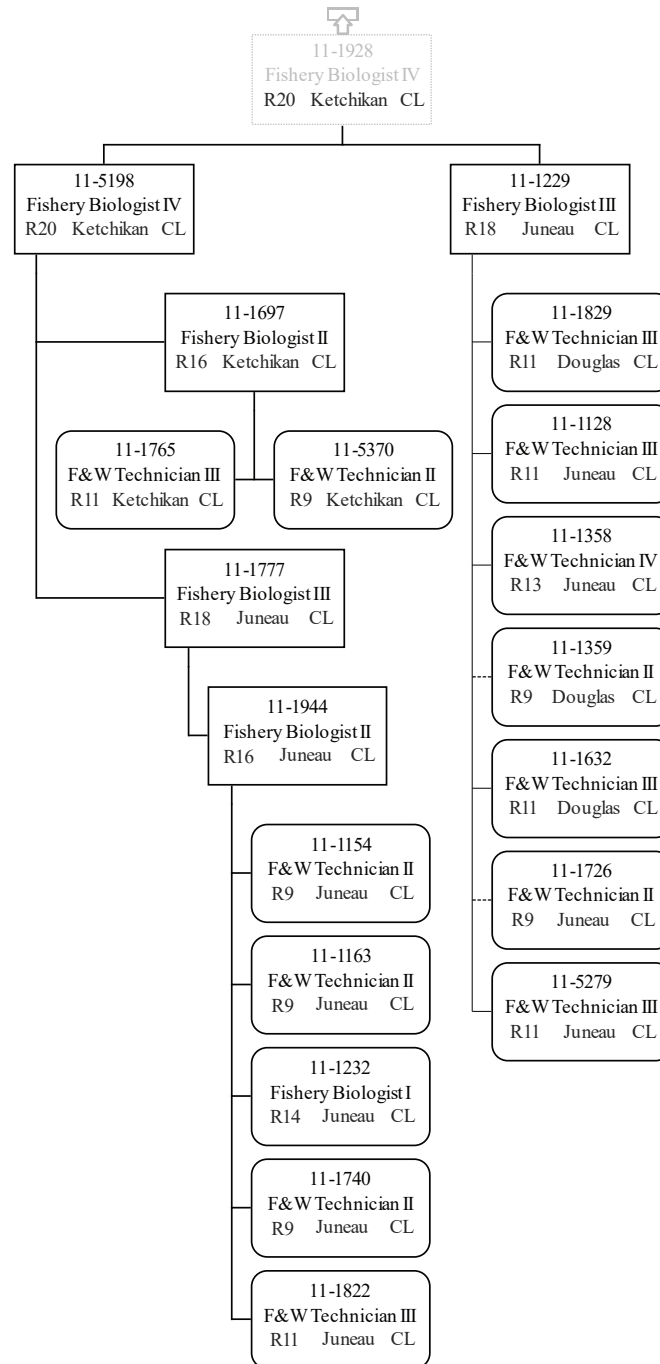 11-1928
Fishery Biologist IV
R20 Ketchikan CL
11-5198
Fishery Biologist IV
R20 Ketchikan CL
11-1697
Fishery Biologist II
R16 Ketchikan CL
11-1765
F&W Technician III
R11 Ketchikan CL
11-5370
F&W Technician II
R9 Ketchikan CL
11-1777
Fishery Biologist III
R18 Juneau CL
11-1944
Fishery Biologist II
R16 Juneau CL
11-1154
F&W Technician II
R9 Juneau CL
11-1163
F&W Technician II
R9 Juneau CL
11-1232
Fishery Biologist I
R14 Juneau CL
11-1740
F&W Technician II
R9 Juneau CL
11-1822
F&W Technician III
R11 Juneau CL
11-1229
Fishery Biologist III
R18 Juneau CL
11-1829
F&W Technician III
R11 Douglas CL
11-1128
F&W Technician III
R11 Juneau CL
11-1358
F&W Technician IV
R13 Juneau CL
11-1359
F&W Technician II
R9 Douglas CL
11-1632
F&W Technician III
R11 Douglas CL
11-1726
F&W Technician II
R9 Juneau CL
11-5279
F&W Technician III
R11 Juneau CL